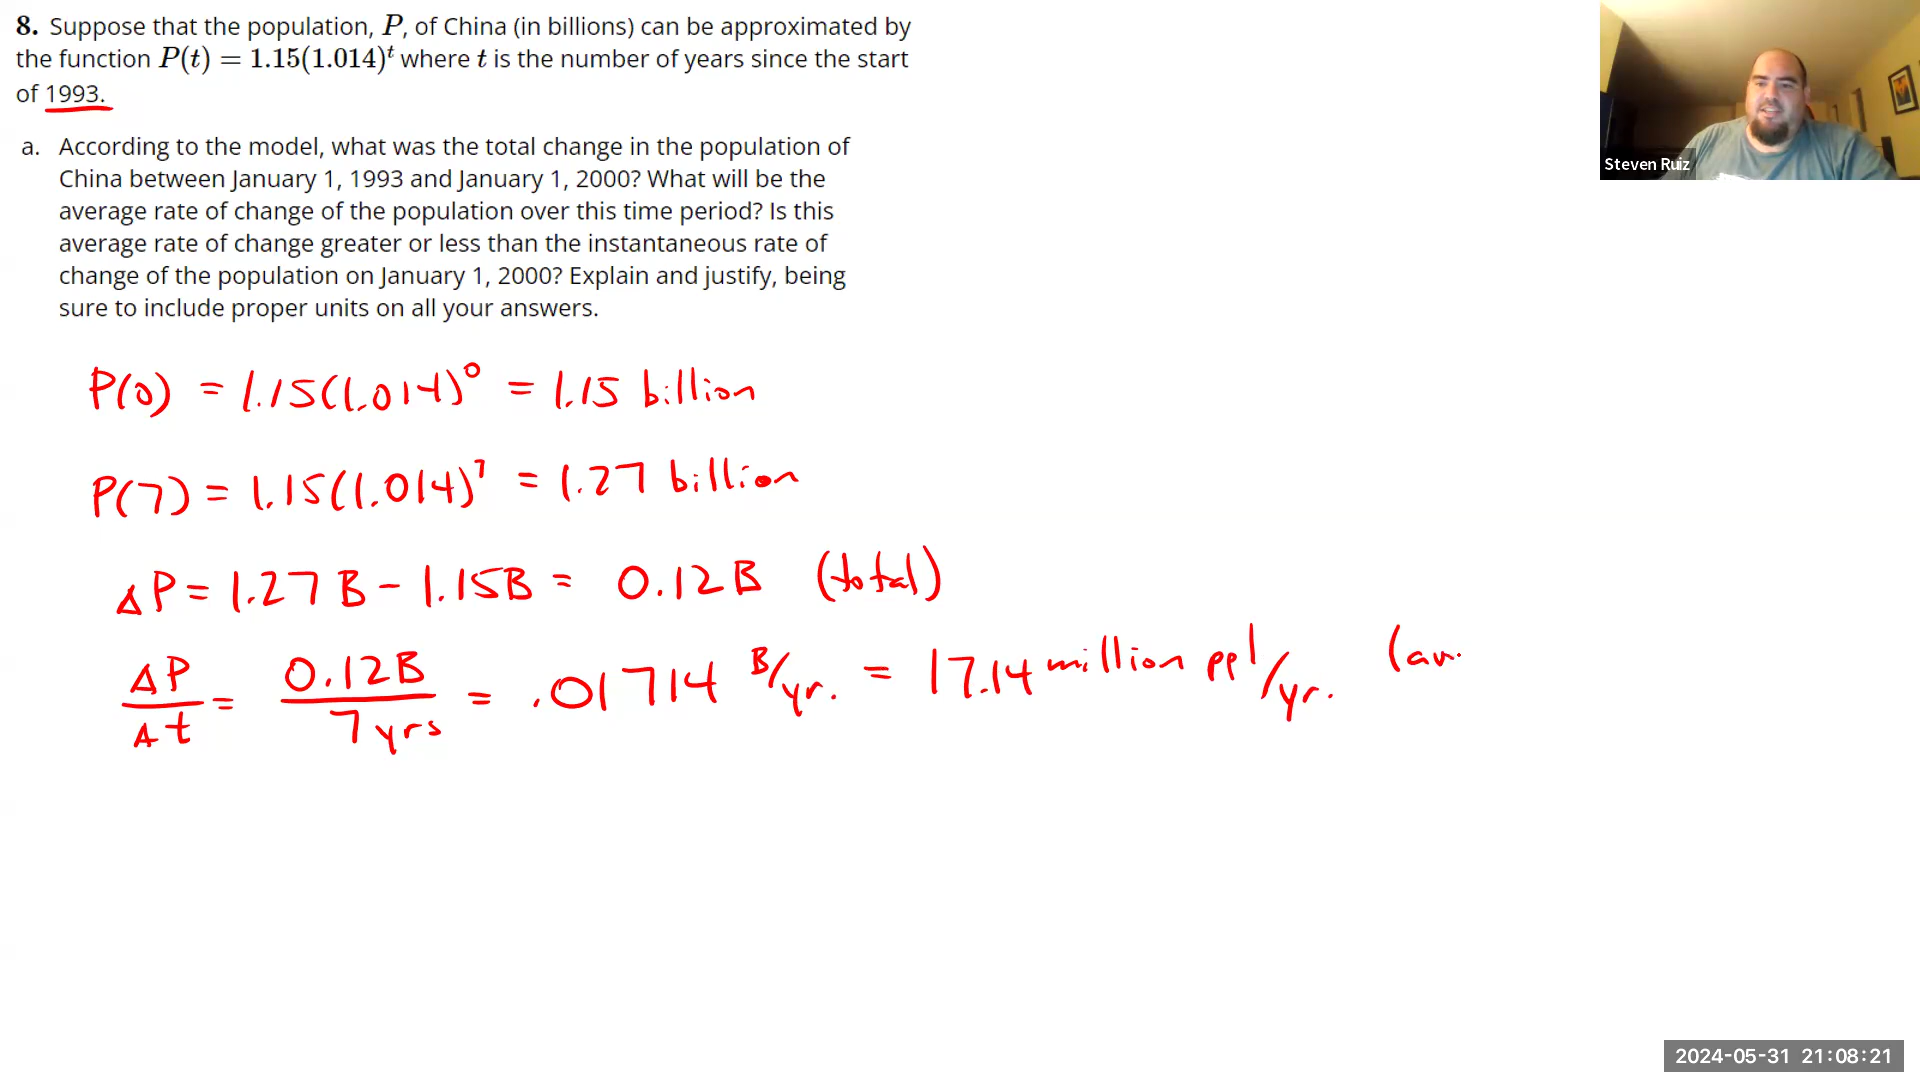 8. Suppose that the population, P, of China (in billions) can be approximated by
the function P(t) = 1.15(1.014)^t where t is the number of years since the start
of 1993.
a. According to the model, what was the total change in the population of
China between January 1, 1993 and January 1, 2000? What will be the
average rate of change of the population over this time period? Is this
average rate of change greater or less than the instantaneous rate of
change of the population on January 1, 2000? Explain and justify, being
sure to include proper units on all your answers.
P(0) = 1.15(1.014)^0 = 1.15 billion
P(7) = 1.15(1.014)^7 = 1.27 billion
ΔP = 1.27 B - 1.15B = 0.12B (total)
ΔP/Δt = 0.12B/7 yrs = .01714 B/yr. = 17.14 million ppl/yr. (av
Steven Ruiz
2024-05-31 21:08:21